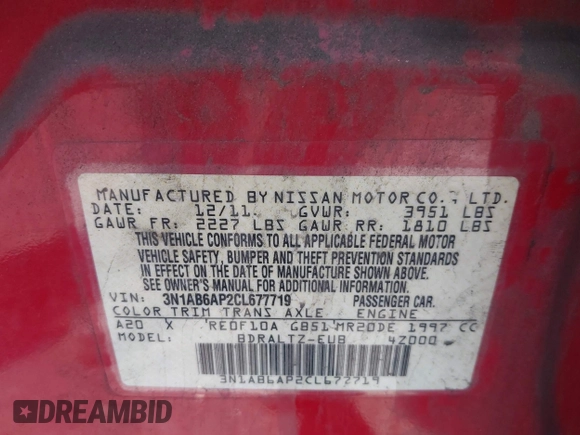 MANUFACTURED BY NISSAN MOTOR CO., LTD.
DATE: 12/11. GVWR: 3951 LBS
GAWR FR: 2227 LBS GAWR RR: 1810 LBS
THIS VEHICLE CONFORMS TO ALL APPLICABLE FEDERAL MOTOR
VEHICLE SAFETY, BUMPER AND THEFT PREVENTION STANDARDS
IN EFFECT ON THE DATE OF MANUFACTURE SHOWN ABOVE.
SEE OWNER'S MANUAL FOR ADDITIONAL INFORMATION.
VIN: 3N1AB6AP2CL677719 PASSENGER CAR.
COLOR TRIM TRANS AXLE ENGINE
A20 X RE0F10A GB51 MR20DE 1997 CC
MODEL: BDRALTZ-EUB 4Z000
3N1AB6AP2CL677719
DREAMBID